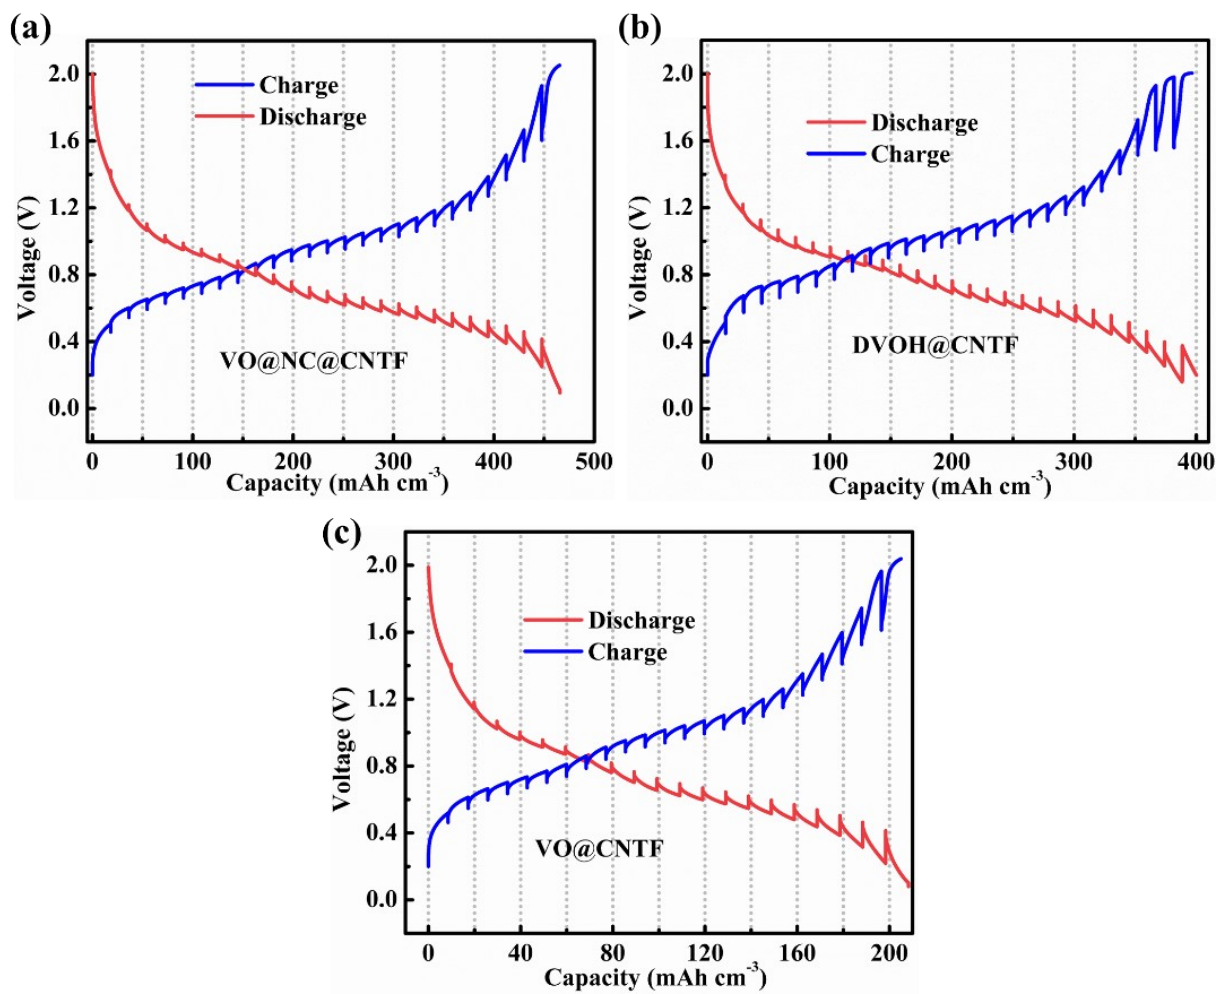 (a)
Voltage (V)
2.0
1.6
1.2
0.8
0.4
0.0
Charge
Discharge
VO@NC@CNTF
0 100 200 300 400 500
Capacity (mAh cm-3)
(b)
Voltage (V)
2.0
1.6
1.2
0.8
0.4
0.0
Discharge
Charge
DVOH@CNTF
0 100 200 300 400
Capacity (mAh cm-3)
(c)
Voltage (V)
2.0
1.6
1.2
0.8
0.4
0.0
Discharge
Charge
VO@CNTF
0 40 80 120 160 200
Capacity (mAh cm-3)